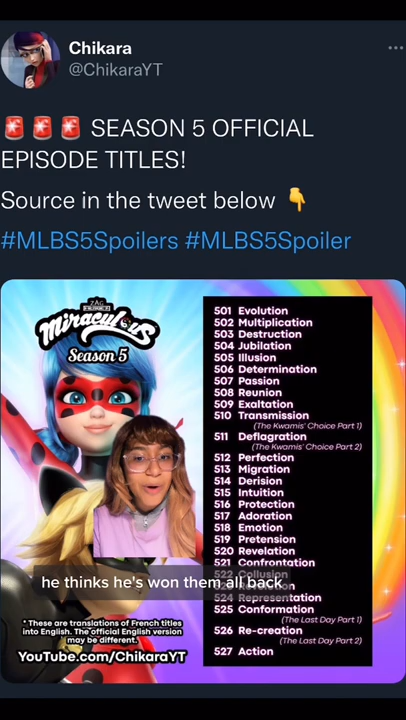 Chikara
@ChikaraYT
🚨🚨🚨 SEASON 5 OFFICIAL
EPISODE TITLES!
Source in the tweet below 👇
#MLBS5Spoilers #MLBS5Spoiler
ZAG
Miraculous
Season 5
501 Evolution
502 Multiplication
503 Destruction
504 Jubilation
505 Illusion
506 Determination
507 Passion
508 Reunion
509 Exaltation
510 Transmission
(The Kwamis' Choice Part 1)
511 Deflagration
(The Kwamis' Choice Part 2)
512 Perfection
513 Migration
514 Derision
515 Intuition
516 Protection
517 Adoration
518 Emotion
519 Pretension
520 Revelation
521 Confrontation
522 Collusion
he thinks he's won them all back
524 Representation
525 Conformation
(The Last Day Part 1)
526 Re-creation
(The Last Day Part 2)
527 Action
* These are translations of French titles
into English. The official English version
may be different.
YouTube.com/ChikaraYT